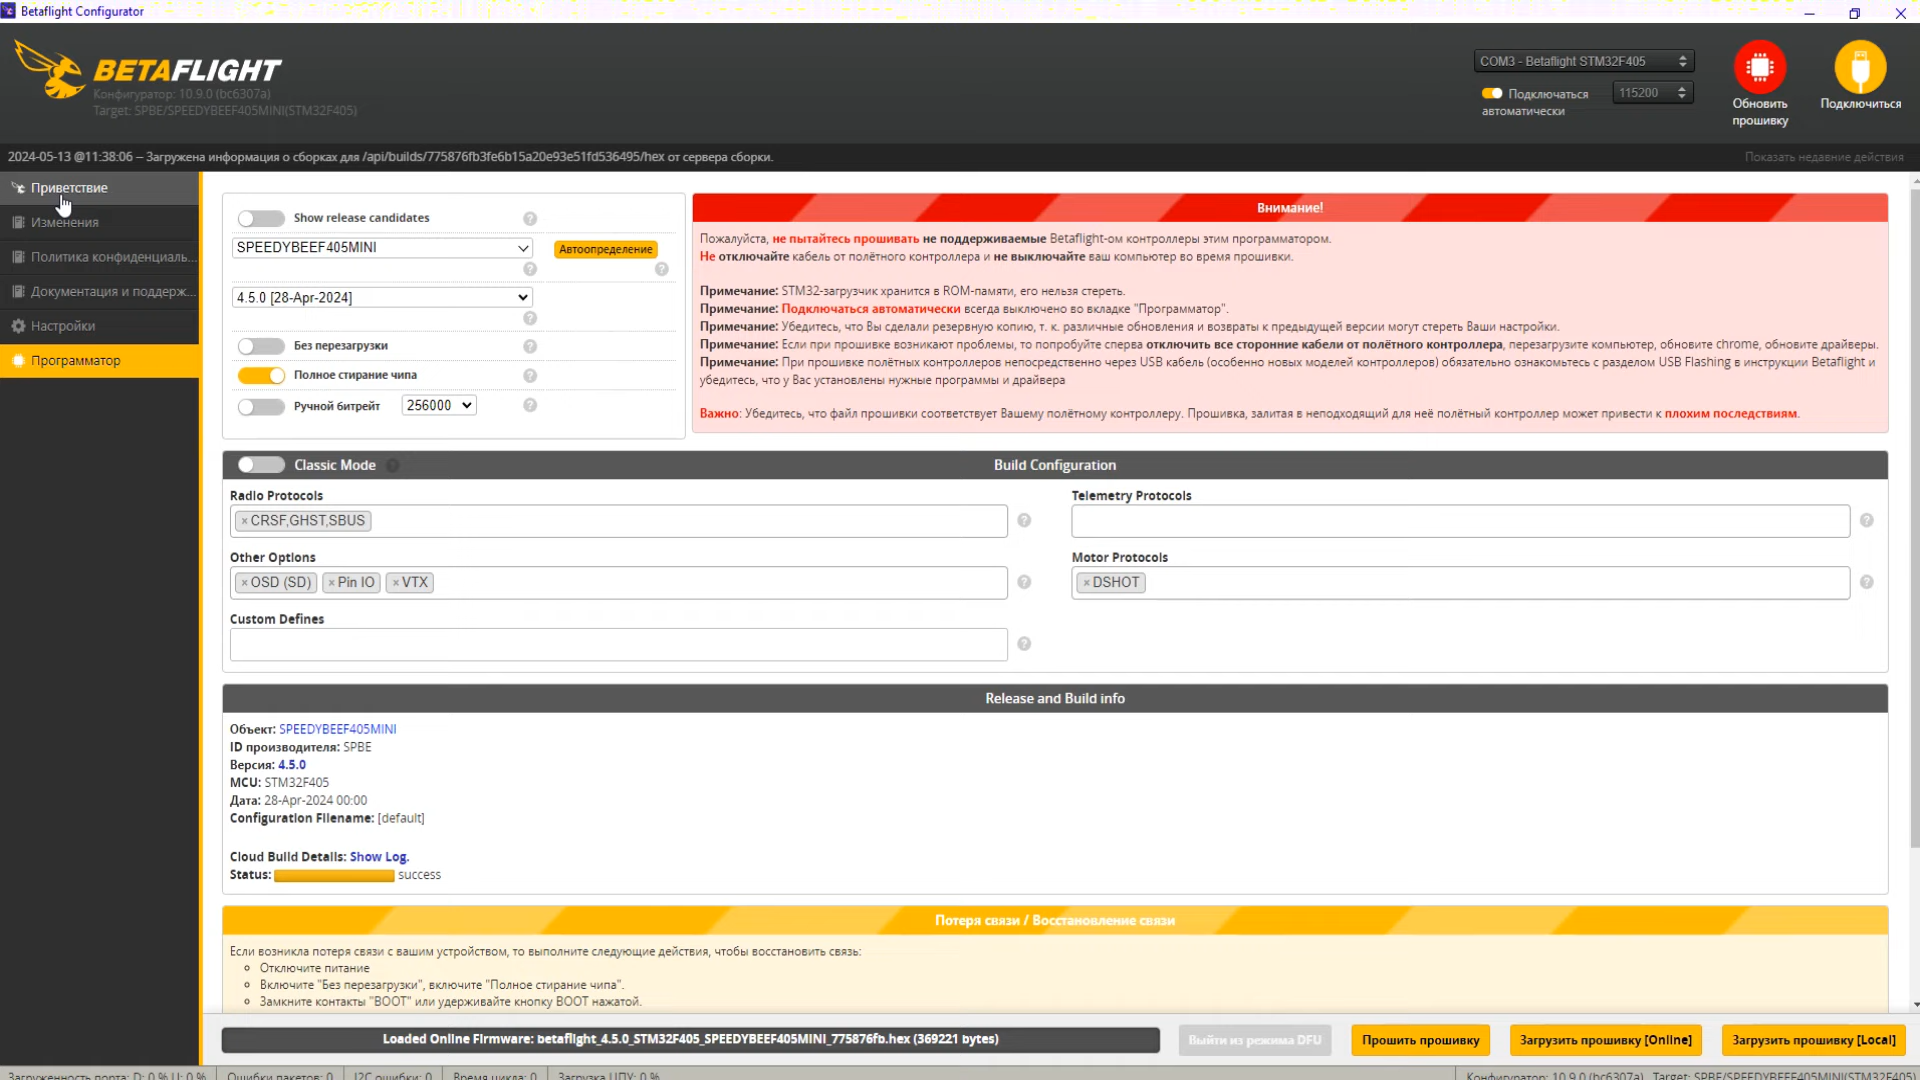 Betaflight Configurator
BETAFLIGHT
Конфигуратор: 10.9.0 (bc6307a)
Target: SPBE/SPEEDYBEEF405MINI(STM32F405)
COM3 - Betaflight STM32F405
Подключаться
автоматически
115200
Обновить
прошивку
Подключиться
2024-05-13 @11:38:06 -- Загружена информация о сборках для /api/builds/775876fb3fe6b15a20e93e51fd536495/hex от сервера сборки.
Показать недавние действия
Приветствие
Изменения
Политика конфиденциаль...
Документация и поддерж...
Настройки
Программатор
Show release candidates
SPEEDYBEEF405MINI
Автоопределение
4.5.0 [28-Apr-2024]
Без перезагрузки
Полное стирание чипа
Ручной битрейт
256000
Внимание!
Пожалуйста, не пытайтесь прошивать не поддерживаемые Betaflight-ом контроллеры этим программатором.
Не отключайте кабель от полётного контроллера и не выключайте ваш компьютер во время прошивки.
Примечание: STM32-загрузчик хранится в ROM-памяти, его нельзя стереть.
Примечание: Подключаться автоматически всегда выключено во вкладке "Программатор".
Примечание: Убедитесь, что Вы сделали резервную копию, т. к. различные обновления и возвраты к предыдущей версии могут стереть Ваши настройки.
Примечание: Если при прошивке возникают проблемы, то попробуйте сперва отключить все сторонние кабели от полётного контроллера, перезагрузите компьютер, обновите chrome, обновите драйверы.
Примечание: При прошивке полётных контроллеров непосредственно через USB кабель (особенно новых моделей контроллеров) обязательно ознакомьтесь с разделом USB Flashing в инструкции Betaflight и
убедитесь, что у Вас установлены нужные программы и драйвера
Важно: Убедитесь, что файл прошивки соответствует Вашему полётному контроллеру. Прошивка, залитая в неподходящий для неё полётный контроллер может привести к плохим последствиям.
Classic Mode
Build Configuration
Radio Protocols
× CRSF,GHST,SBUS
Telemetry Protocols
Other Options
× OSD (SD) × Pin IO × VTX
Motor Protocols
× DSHOT
Custom Defines
Release and Build info
Объект: SPEEDYBEEF405MINI
ID производителя: SPBE
Версия: 4.5.0
MCU: STM32F405
Дата: 28-Apr-2024 00:00
Configuration Filename: [default]
Cloud Build Details: Show Log.
Status: success
Потеря связи / Восстановление связи
Если возникла потеря связи с вашим устройством, то выполните следующие действия, чтобы восстановить связь:
Отключите питание
Включите "Без перезагрузки", включите "Полное стирание чипа".
Замкните контакты "BOOT" или удерживайте кнопку BOOT нажатой.
Loaded Online Firmware: betaflight_4.5.0_STM32F405_SPEEDYBEEF405MINI_775876fb.hex (369221 bytes)
Выйти из режима DFU
Прошить прошивку
Загрузить прошивку [Online]
Загрузить прошивку [Local]
Загруженность порта: D: 0 % U: 0 %
Ошибки пакетов: 0
I2C ошибки: 0
Время цикла: 0
Загрузка ЦПУ: 0 %
Конфигуратор: 10.9.0 (bc6307a), Target: SPBE/SPEEDYBEEF405MINI(STM32F405)